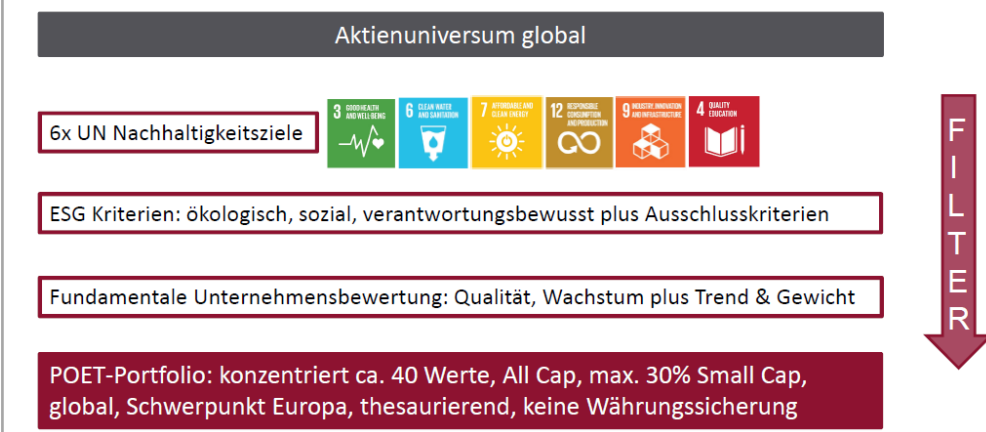 Aktienuniversum global
6x UN Nachhaltigkeitsziele
3 GOOD HEALTH AND WELL-BEING
6 CLEAN WATER AND SANITATION
7 AFFORDABLE AND CLEAN ENERGY
12 RESPONSIBLE CONSUMPTION AND PRODUCTION
9 INDUSTRY, INNOVATION AND INFRASTRUCTURE
4 QUALITY EDUCATION
ESG Kriterien: ökologisch, sozial, verantwortungsbewusst plus Ausschlusskriterien
Fundamentale Unternehmensbewertung: Qualität, Wachstum plus Trend & Gewicht
POET-Portfolio: konzentriert ca. 40 Werte, All Cap, max. 30% Small Cap,
global, Schwerpunkt Europa, thesaurierend, keine Währungssicherung
FILTER